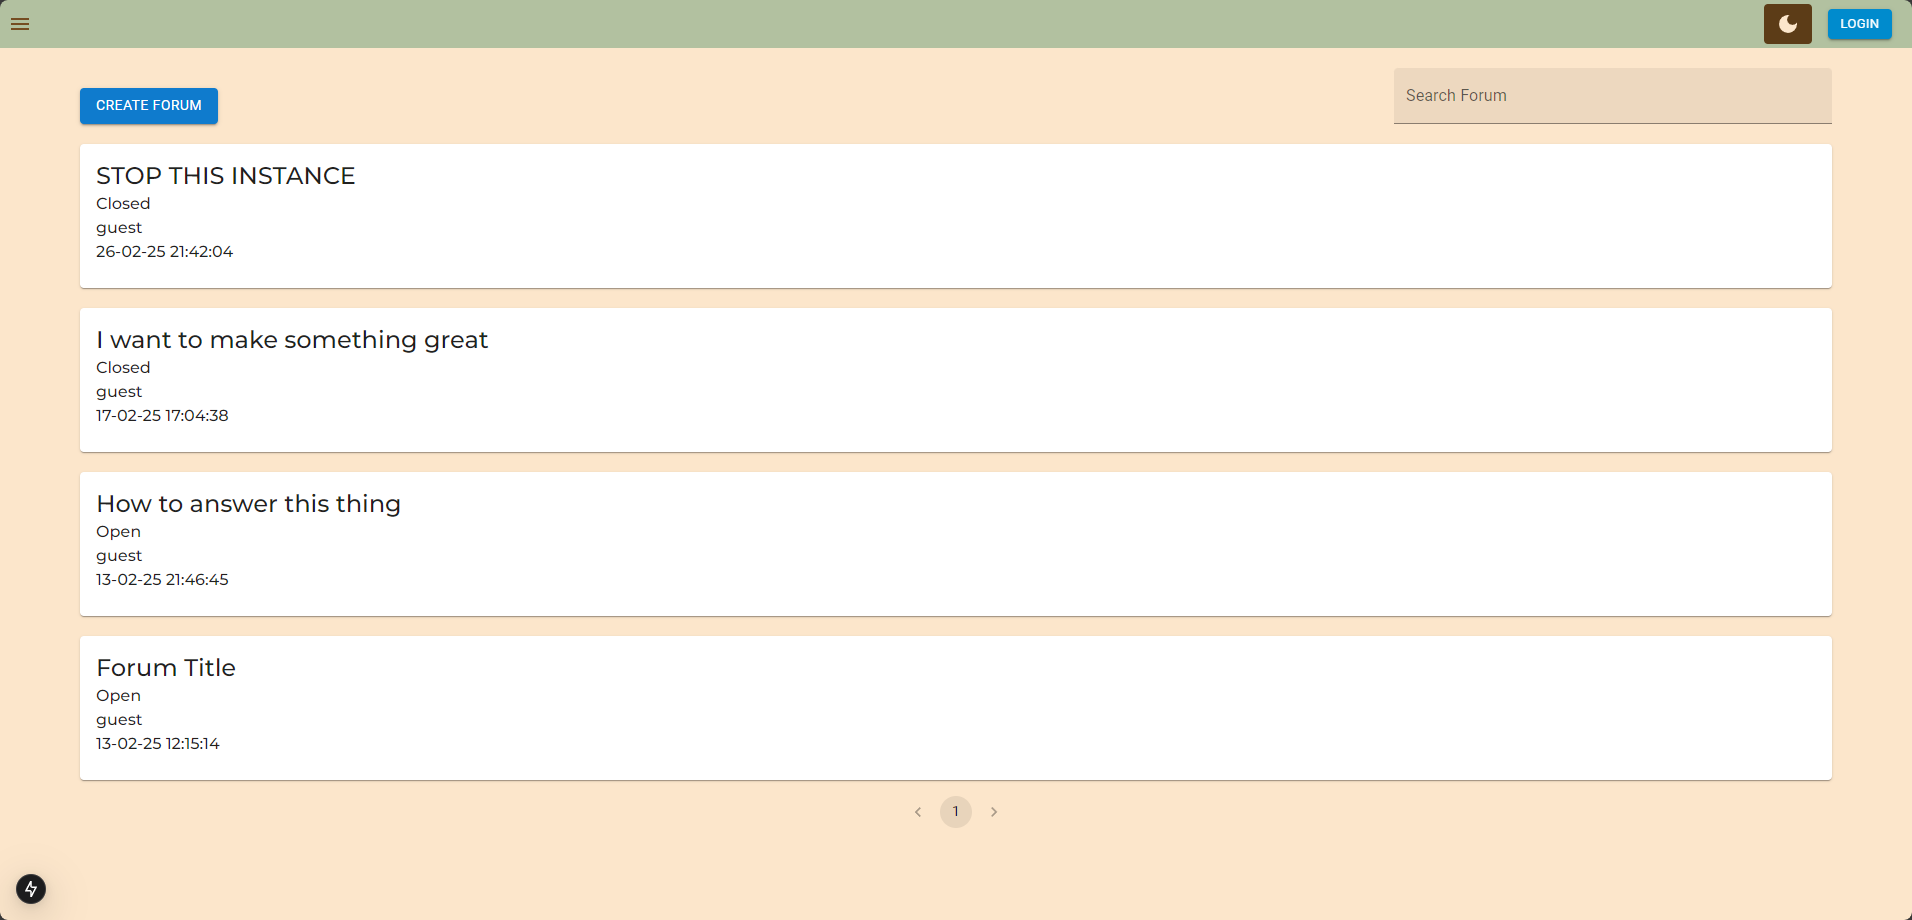 LOGIN
CREATE FORUM
Search Forum
STOP THIS INSTANCE
Closed
guest
26-02-25 21:42:04
I want to make something great
Closed
guest
17-02-25 17:04:38
How to answer this thing
Open
guest
13-02-25 21:46:45
Forum Title
Open
guest
13-02-25 12:15:14
1